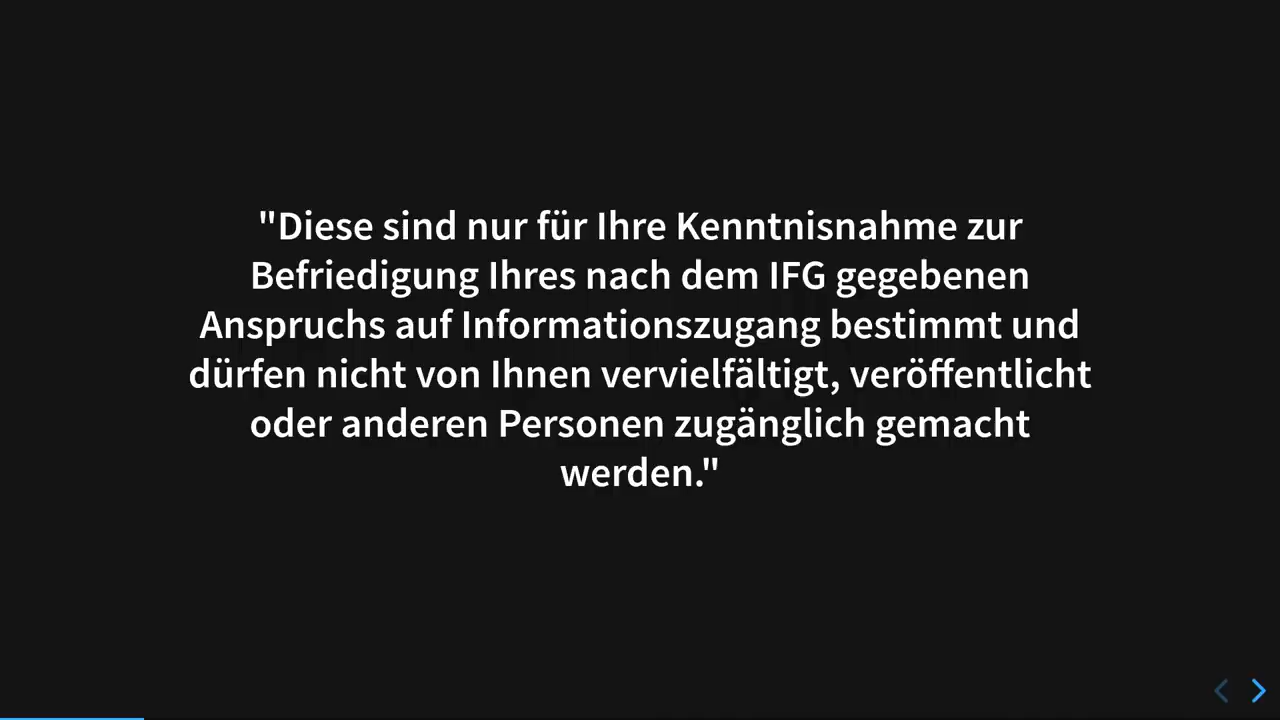 "Diese sind nur für Ihre Kenntnisnahme zur
Befriedigung Ihres nach dem IFG gegebenen
Anspruchs auf Informationszugang bestimmt und
dürfen nicht von Ihnen vervielfältigt, veröffentlicht
oder anderen Personen zugänglich gemacht
werden."